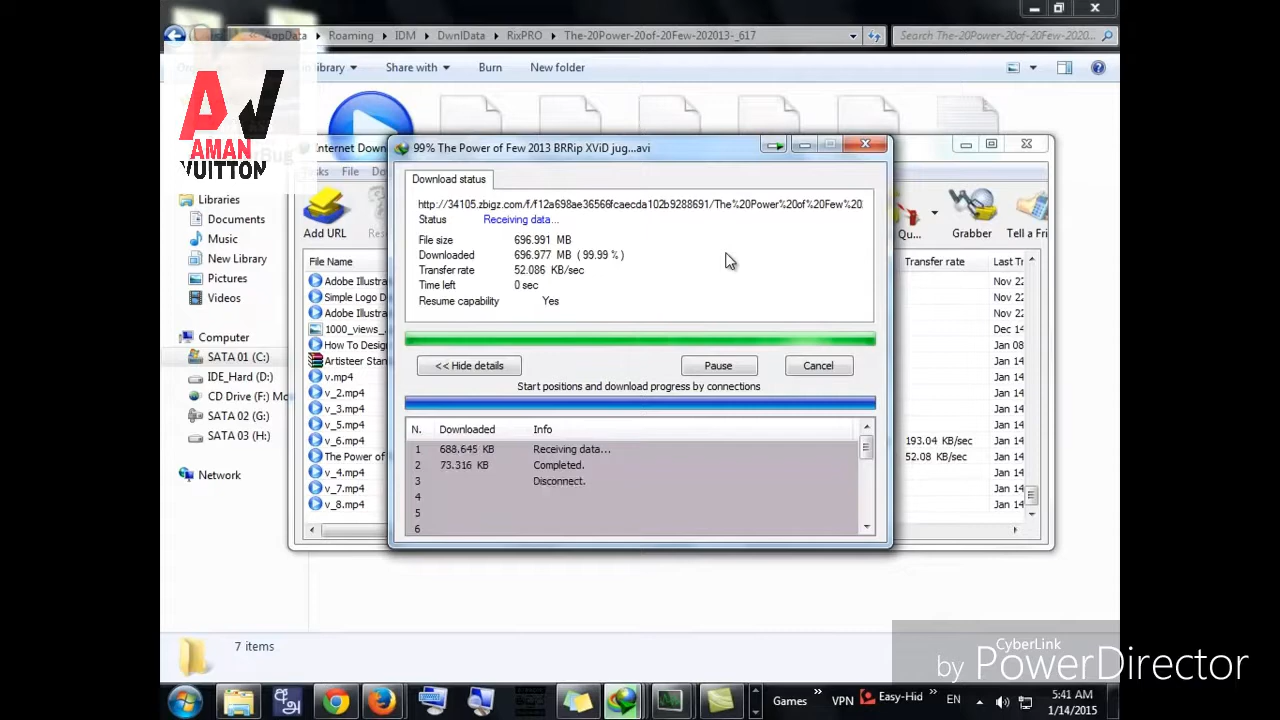 AppData Roaming IDM DwnlData RixPRO The-20Power-20of-20Few-202013-_617
Search The-20Power-20of-20Few-2020...
Share with Burn New folder
AMAN
VUITTON
99% The Power of Few 2013 BRRip XViD jug...avi
Download status
http://34105.zbigz.com/f/f12a698ae36566fcaecda102b9288691/The%20Power%20of%20Few%20
Status Receiving data...
File size 696.991 MB
Downloaded 696.977 MB ( 99.99 % )
Transfer rate 52.086 KB/sec
Time left 0 sec
Resume capability Yes
<< Hide details Pause Cancel
Start positions and download progress by connections
N. Downloaded Info
1 688.645 KB Receiving data...
2 73.316 KB Completed.
3 Disconnect.
4
5
6
Internet Down
File
Add URL
Qu... Grabber Tell a Fri
File Name Transfer rate Last Tr
Adobe Illustra Nov 22
Simple Logo D Nov 22
Adobe Illustra Nov 22
1000_views_ Dec 14
How To Design Jan 08
Artisteer Stan Jan 14
v.mp4 Jan 14
v_2.mp4 Jan 14
v_3.mp4 Jan 14
v_5.mp4 Jan 14
v_6.mp4 193.04 KB/sec Jan 14
The Power of 52.08 KB/sec Jan 14
v_4.mp4 Jan 14
v_7.mp4 Jan 14
v_8.mp4 Jan 14
Libraries
Documents
Music
New Library
Pictures
Videos
Computer
SATA 01 (C:)
IDE_Hard (D:)
CD Drive (F:) Mo
SATA 02 (G:)
SATA 03 (H:)
Network
7 items
CyberLink
by PowerDirector
Games » VPN Easy-Hid » EN
5:41 AM
1/14/2015